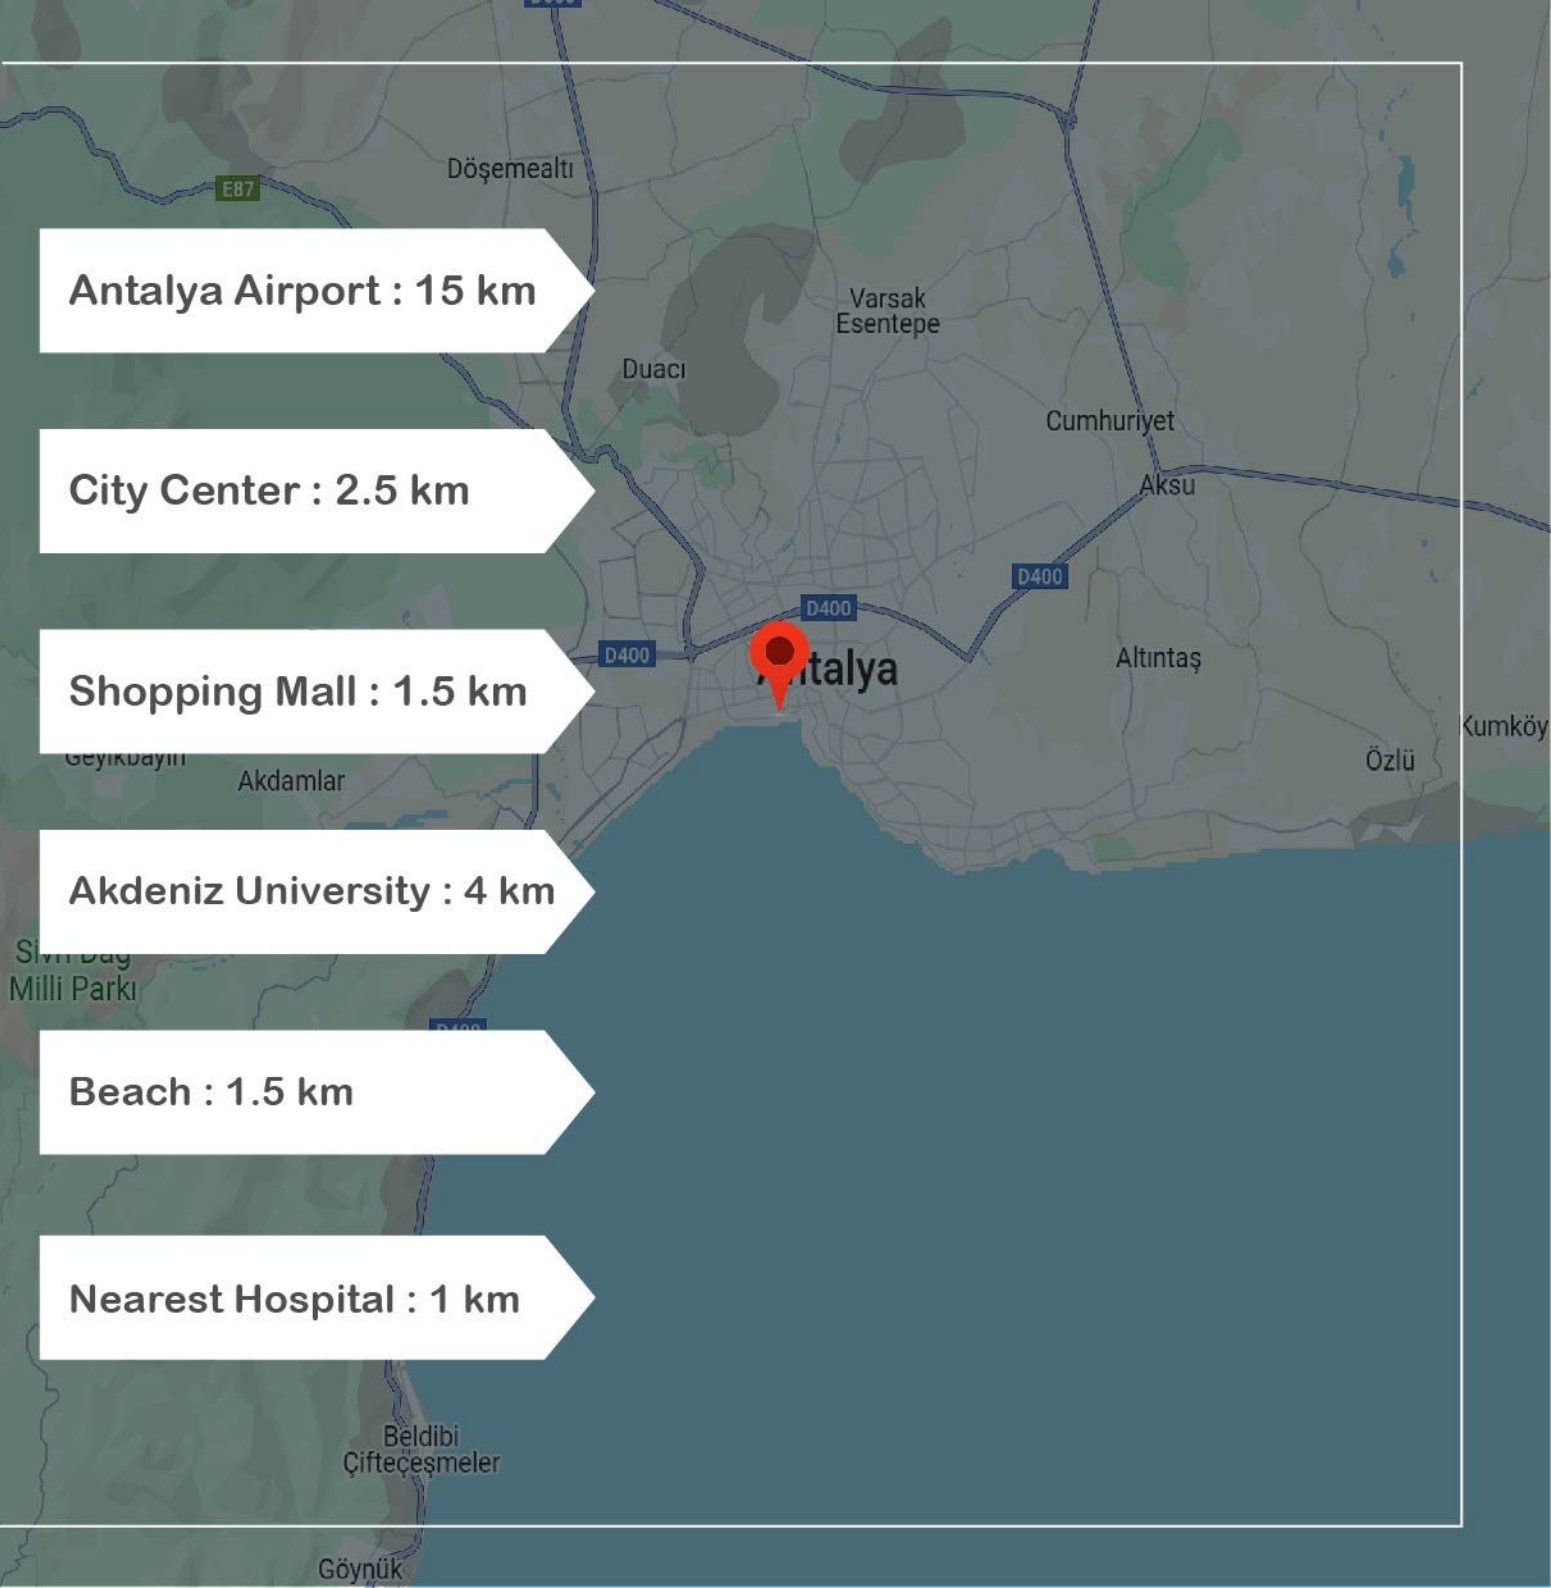 Döşemealtı
E87
Antalya Airport : 15 km
Varsak
Esentepe
Duacı
Cumhuriyet
City Center : 2.5 km
Aksu
D400
D400
D400
Altıntaş
Shopping Mall : 1.5 km
Kumköy
Özlü
Akdamlar
Akdeniz University : 4 km
Milli Parkı
Beach : 1.5 km
Nearest Hospital : 1 km
Beldibi
Çifteçeşmeler
Göynük